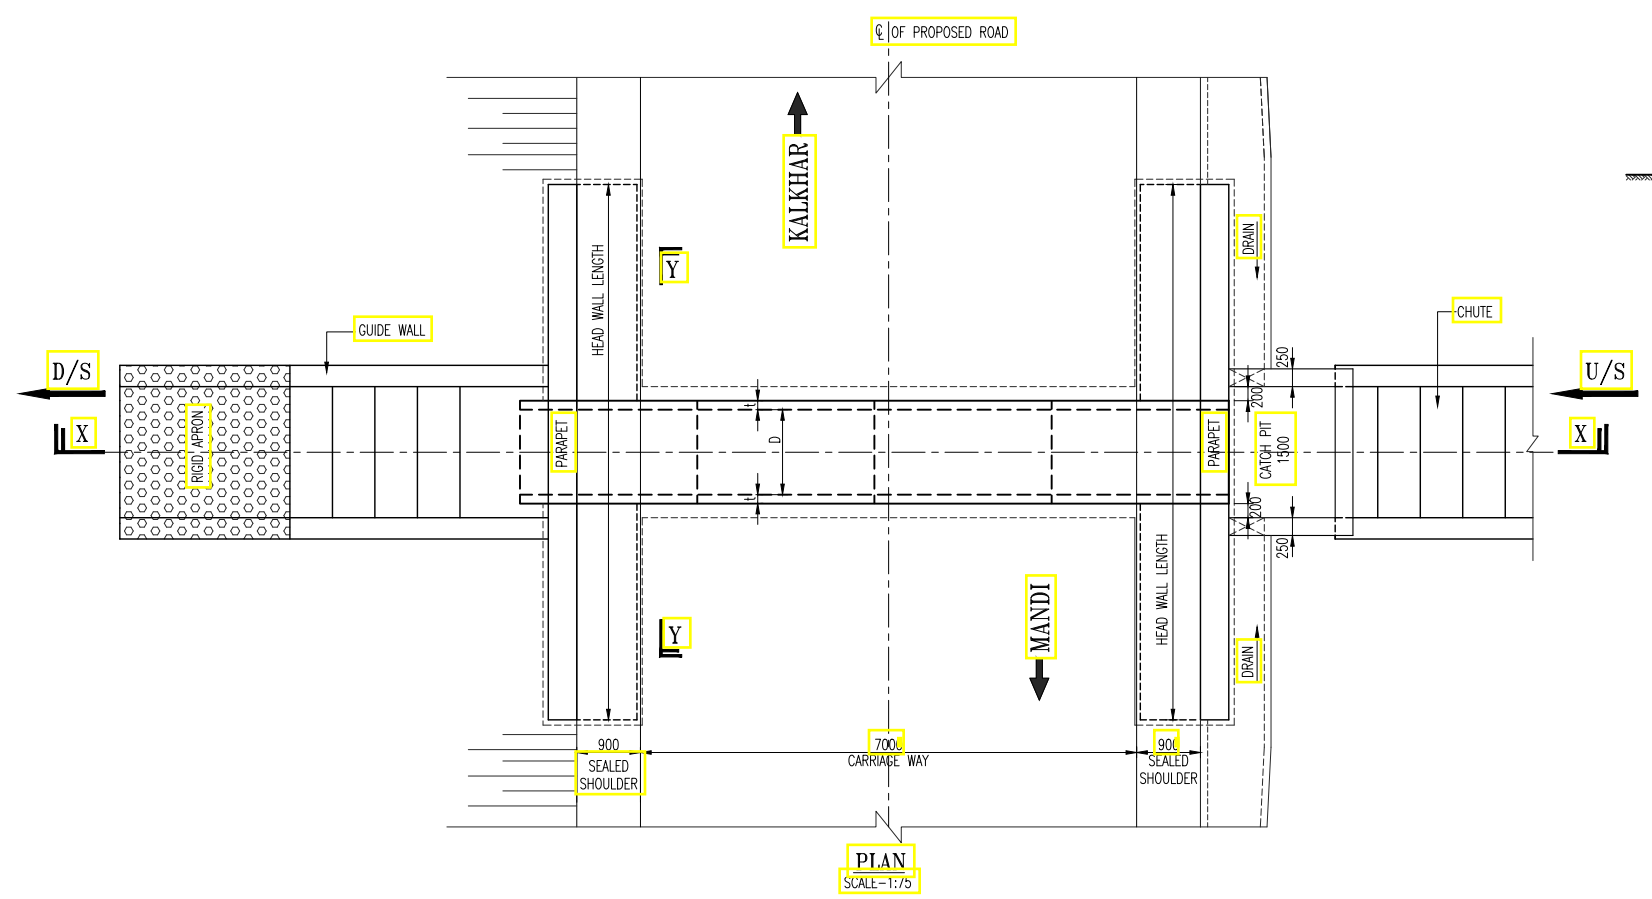 ℄ OF PROPOSED ROAD
KALKHAR
DRAIN
Y
HEAD WALL LENGTH
CHUTE
GUIDE WALL
D/S
250
U/S
200
X
RIGID APRON
PARAPET
t
D
t
PARAPET
CATCH PIT
1500
X
200
250
HEAD WALL LENGTH
MANDI
Y
DRAIN
900
7000
900
SEALED
SHOULDER
CARRIAGE WAY
SEALED
SHOULDER
PLAN
SCALE-1:75